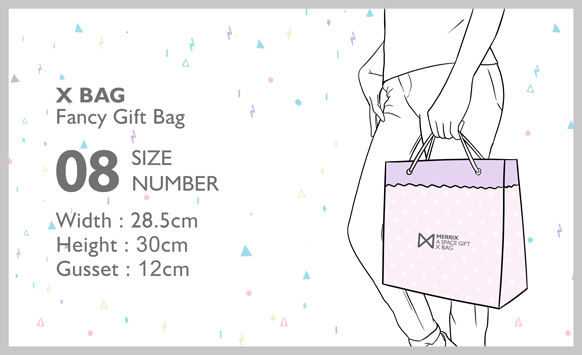 X BAG
Fancy Gift Bag
08 SIZE NUMBER
Width : 28.5cm
Height : 30cm
Gusset : 12cm
MERRIX
A SPACE GIFT
X BAG